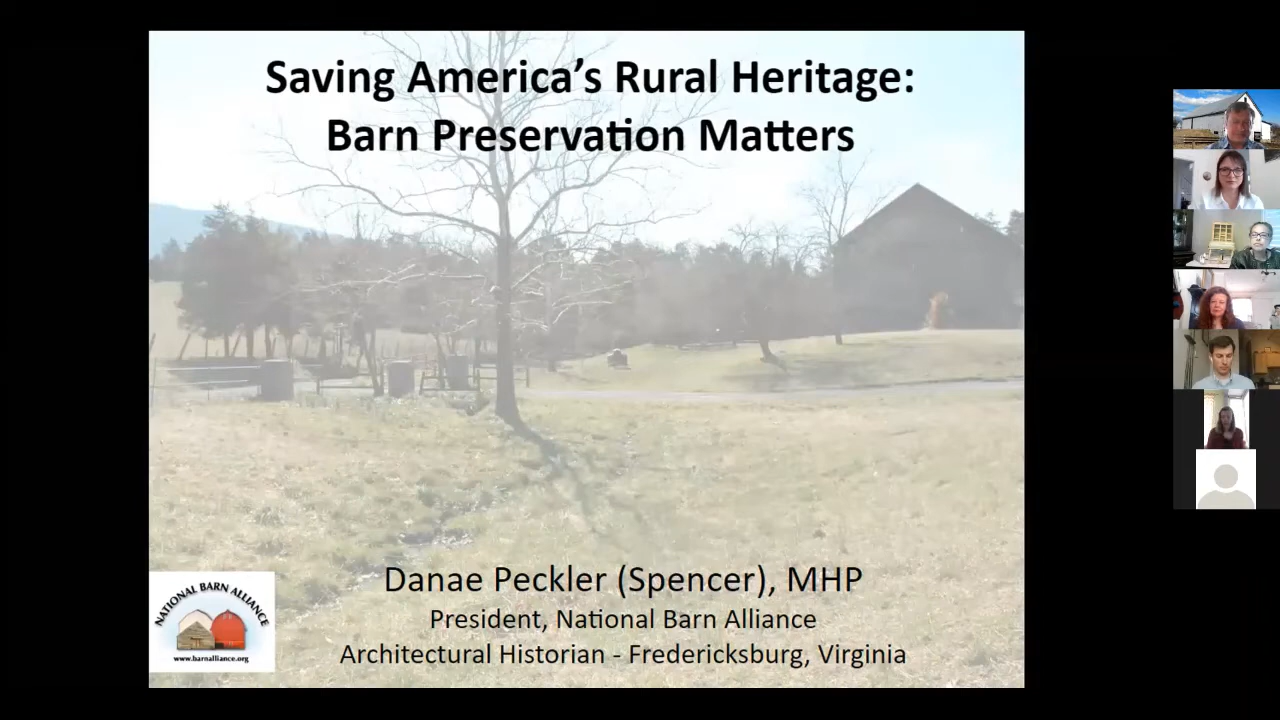 Saving America's Rural Heritage:
Barn Preservation Matters
Danae Peckler (Spencer), MHP
President, National Barn Alliance
Architectural Historian - Fredericksburg, Virginia
NATIONAL BARN ALLIANCE
www.barnalliance.org